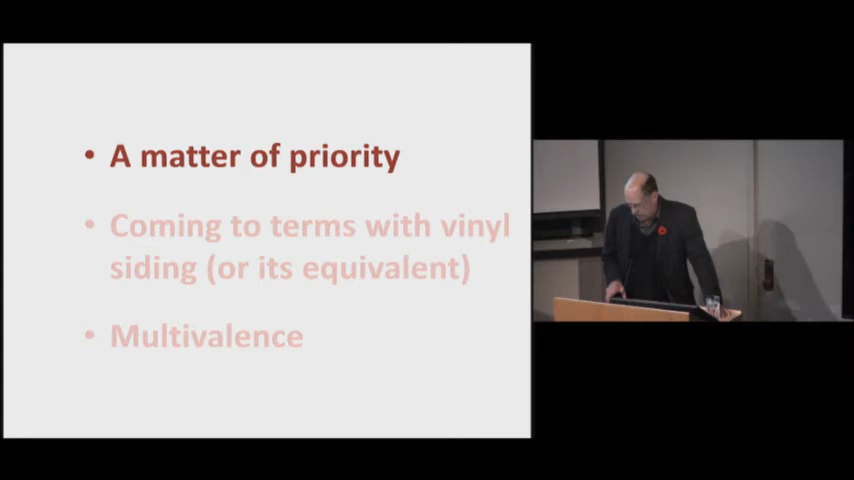 • A matter of priority
• Coming to terms with vinyl
siding (or its equivalent)
• Multivalence